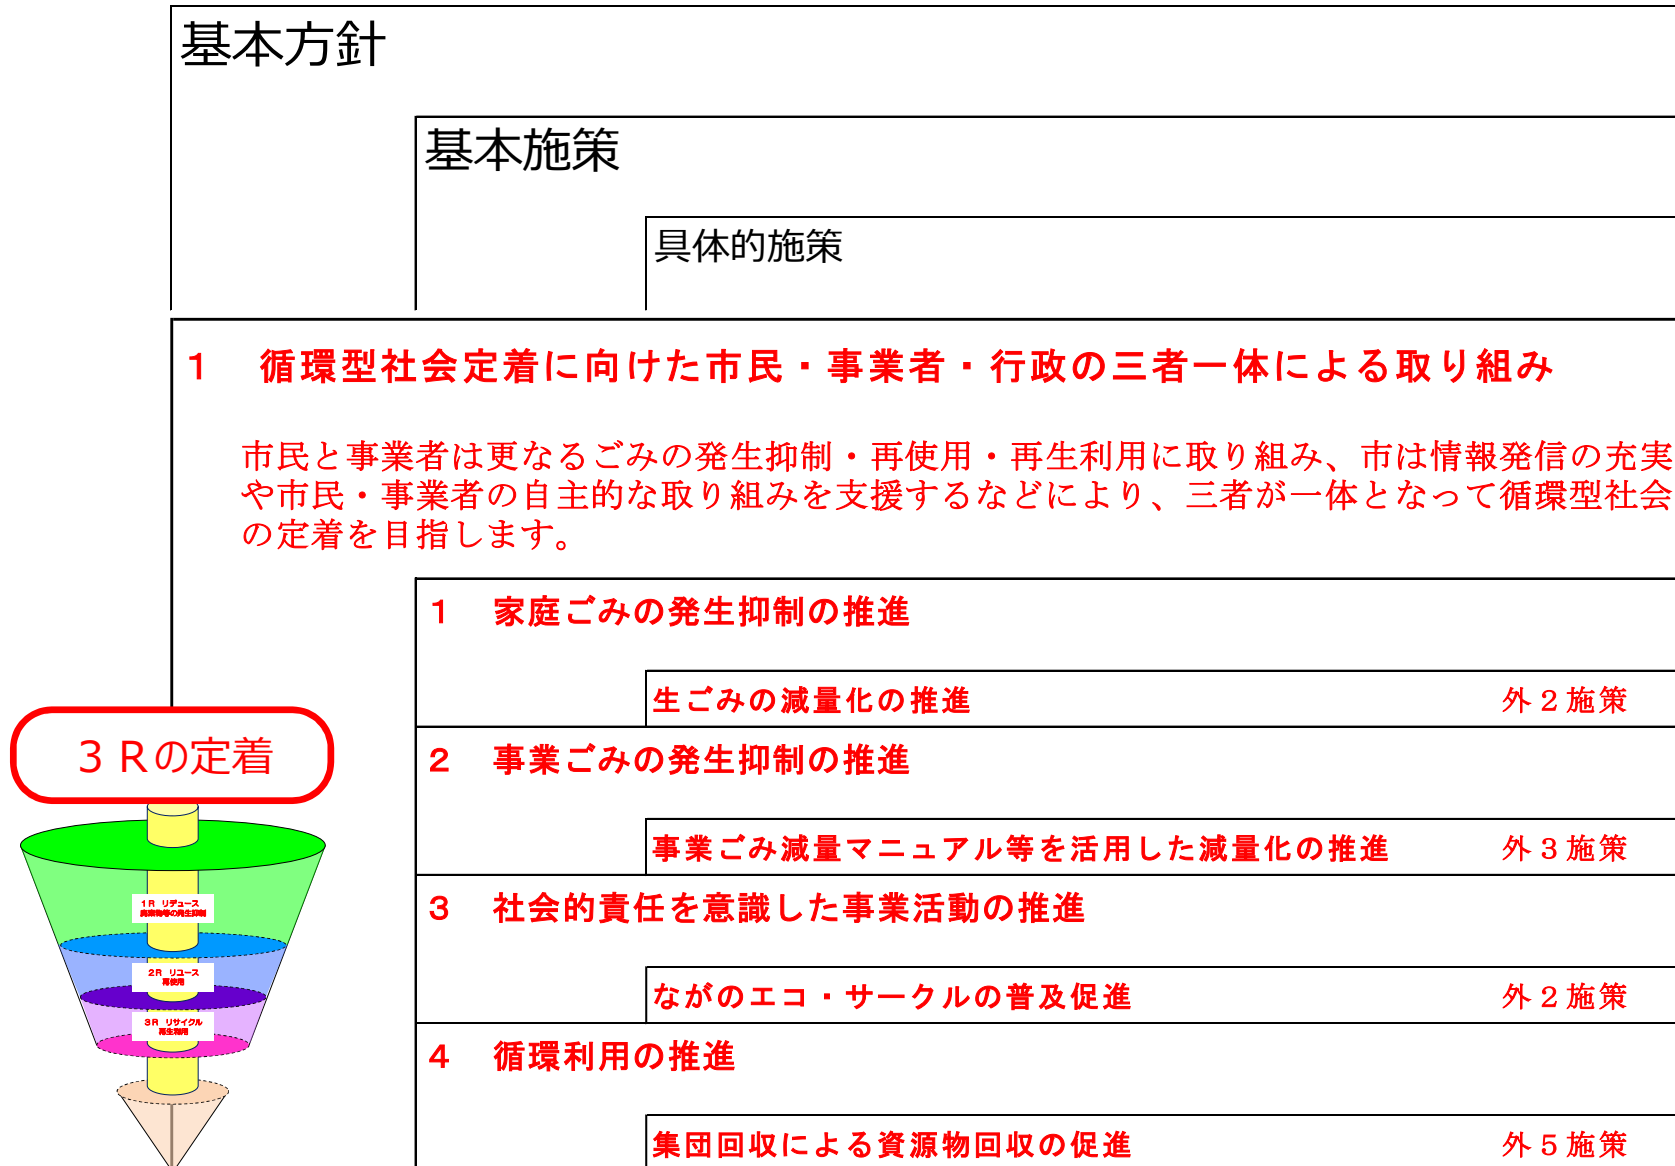 基本方針
基本施策
具体的施策
１　循環型社会定着に向けた市民・事業者・行政の三者一体による取り組み
市民と事業者は更なるごみの発生抑制・再使用・再生利用に取り組み、市は情報発信の充実
や市民・事業者の自主的な取り組みを支援するなどにより、三者が一体となって循環型社会
の定着を目指します。
１　家庭ごみの発生抑制の推進
生ごみの減量化の推進　外２施策
２　事業ごみの発生抑制の推進
事業ごみ減量マニュアル等を活用した減量化の推進　外３施策
３　社会的責任を意識した事業活動の推進
ながのエコ・サークルの普及促進　外２施策
４　循環利用の推進
集団回収による資源物回収の促進　外５施策
３Ｒの定着
１Ｒ　リデュース
廃棄物等の発生抑制
２Ｒ　リユース
再使用
３Ｒ　リサイクル
再生利用